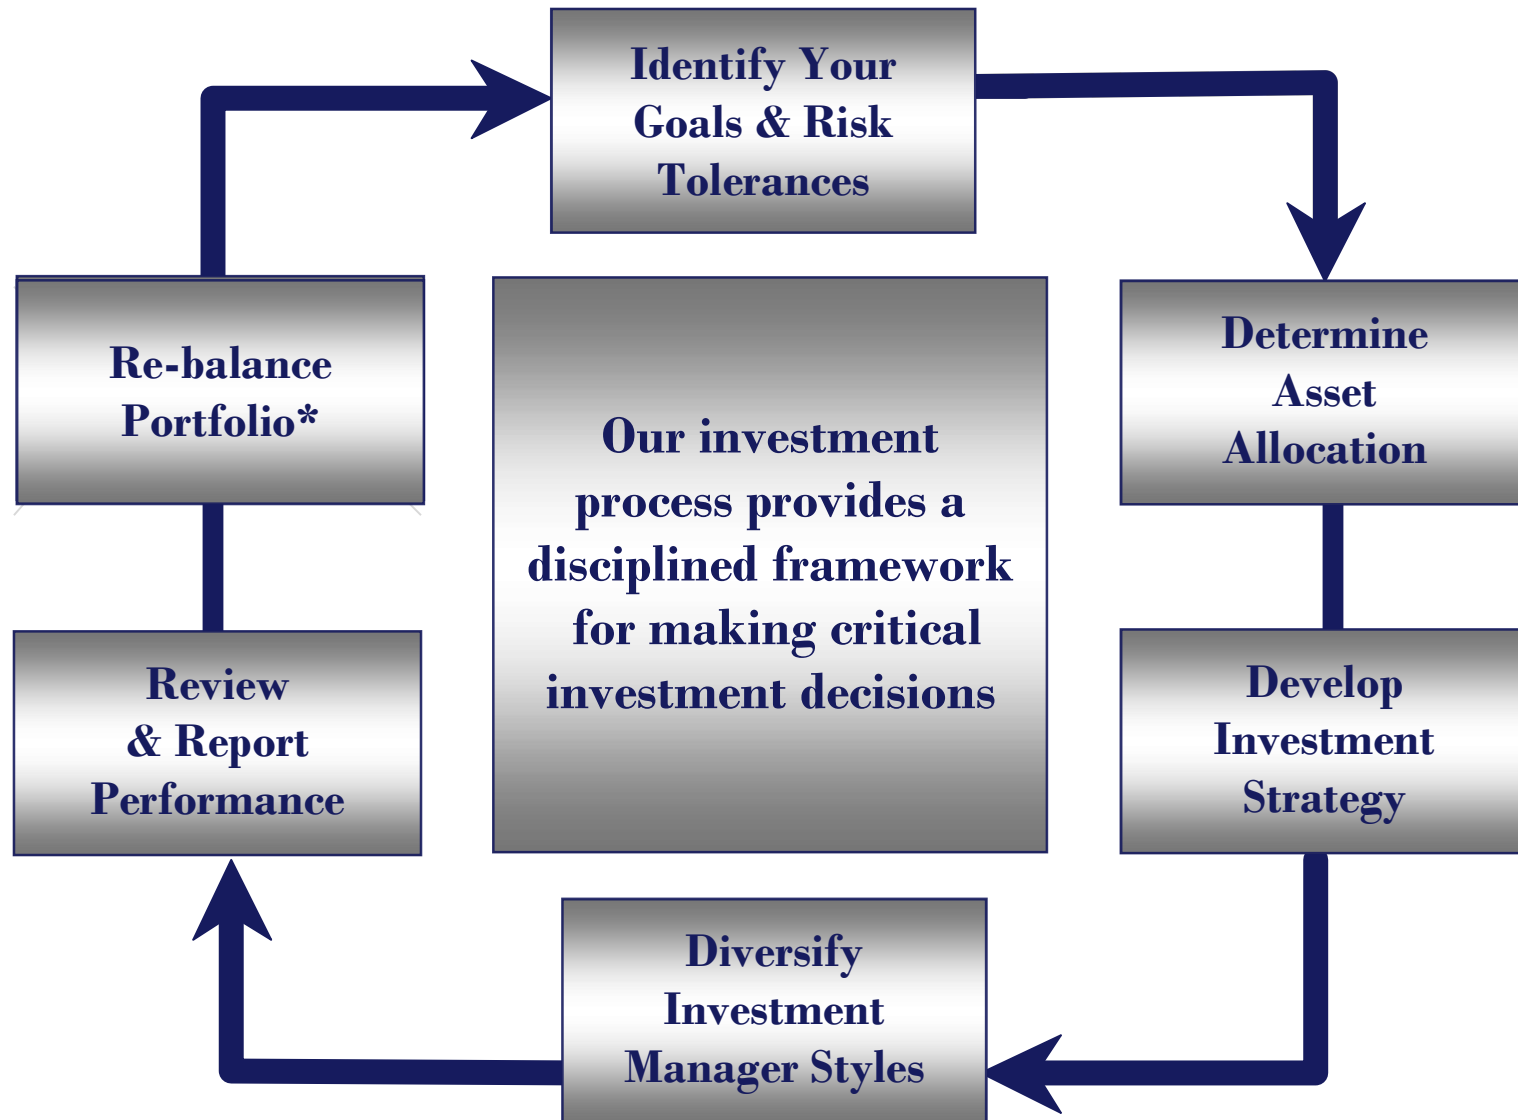 Identify Your
Goals & Risk
Tolerances
Determine
Asset
Allocation
Develop
Investment
Strategy
Diversify
Investment
Manager Styles
Review
& Report
Performance
Re-balance
Portfolio*
Our investment
process provides a
disciplined framework
for making critical
investment decisions